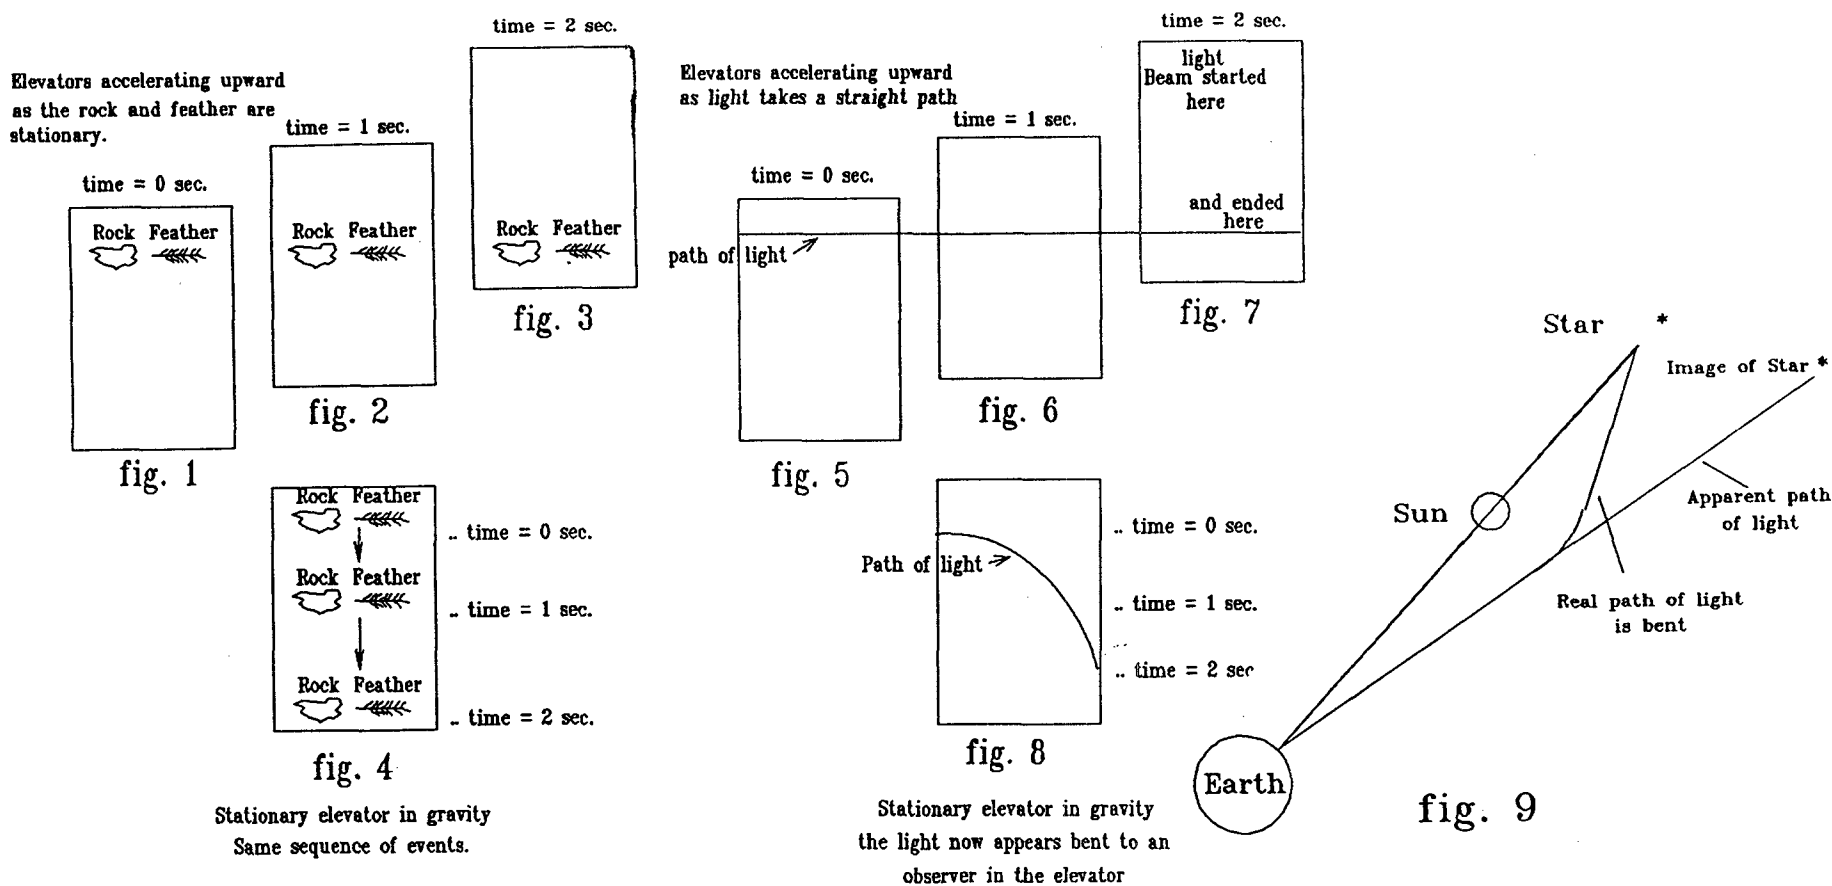 Elevators accelerating upward
as the rock and feather are
stationary.
time = 0 sec.
Rock Feather
fig. 1
time = 1 sec.
Rock Feather
fig. 2
time = 2 sec.
Rock Feather
fig. 3
Rock Feather
.. time = 0 sec.
Rock Feather
.. time = 1 sec.
Rock Feather
.. time = 2 sec.
fig. 4
Stationary elevator in gravity
Same sequence of events.
Elevators accelerating upward
as light takes a straight path
time = 0 sec.
path of light
fig. 5
time = 1 sec.
fig. 6
time = 2 sec.
light
Beam started
here
and ended
here
fig. 7
.. time = 0 sec.
Path of light
.. time = 1 sec.
.. time = 2 sec
fig. 8
Stationary elevator in gravity
the light now appears bent to an
observer in the elevator
Star *
Image of Star *
Sun
Apparent path
of light
Real path of light
is bent
Earth
fig. 9